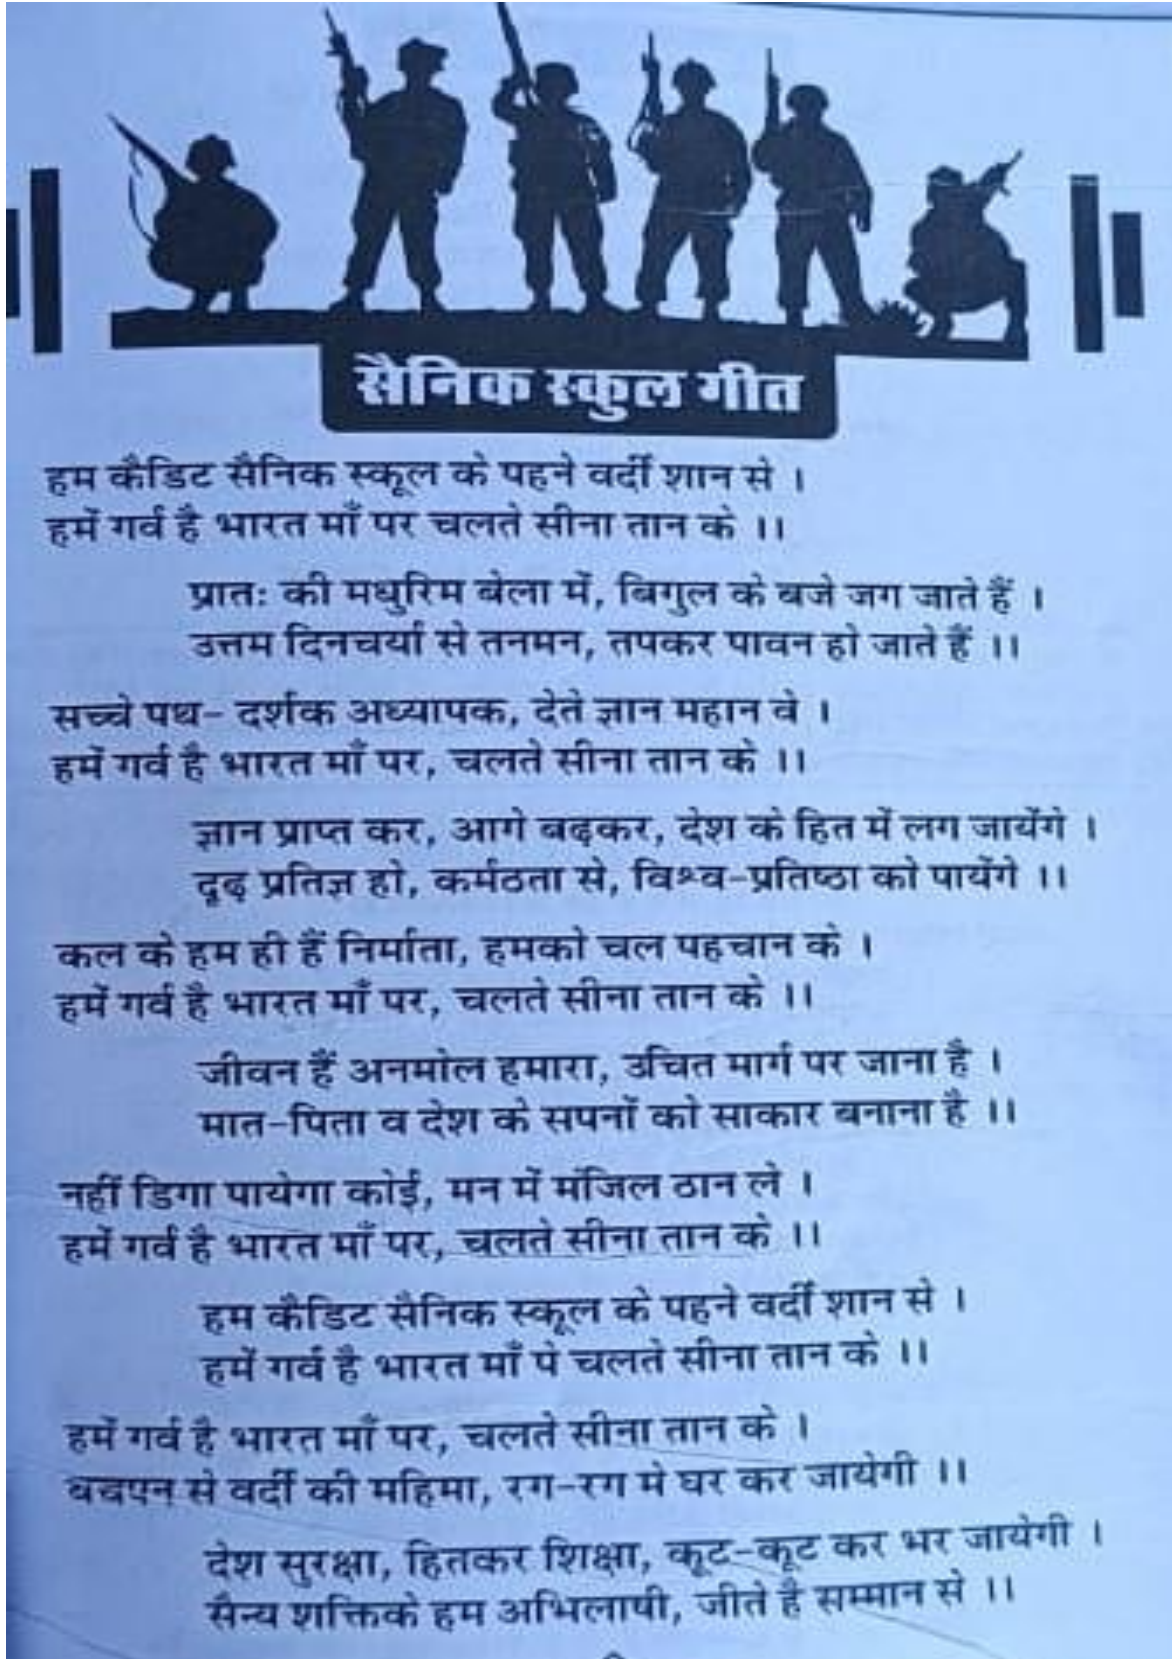 सैनिक स्कुल गीत
हम कैडिट सैनिक स्कूल के पहने वर्दी शान से ।
हमें गर्व है भारत माँ पर चलते सीना तान के ।।
प्रातः की मधुरिम बेला में, बिगुल के बजे जग जाते हैं ।
उत्तम दिनचर्या से तनमन, तपकर पावन हो जाते हैं ।।
सच्चे पथ- दर्शक अध्यापक, देते ज्ञान महान वे ।
हमें गर्व है भारत माँ पर, चलते सीना तान के ।।
ज्ञान प्राप्त कर, आगे बढ़कर, देश के हित में लग जायेंगे ।
दृढ़ प्रतिज्ञ हो, कर्मठता से, विश्व-प्रतिष्ठा को पायेंगे ।।
कल के हम ही हैं निर्माता, हमको चल पहचान के ।
हमें गर्व है भारत माँ पर, चलते सीना तान के ।।
जीवन हैं अनमोल हमारा, उचित मार्ग पर जाना है ।
मात-पिता व देश के सपनों को साकार बनाना है ।।
नहीं डिगा पायेगा कोई, मन में मंजिल ठान ले ।
हमें गर्व है भारत माँ पर, चलते सीना तान के ।।
हम कैडिट सैनिक स्कूल के पहने वर्दी शान से ।
हमें गर्व है भारत माँ पे चलते सीना तान के ।।
हमें गर्व है भारत माँ पर, चलते सीना तान के ।
बचपन से वर्दी की महिमा, रग-रग मे घर कर जायेगी ।।
देश सुरक्षा, हितकर शिक्षा, कूट-कूट कर भर जायेगी ।
सैन्य शक्तिके हम अभिलाषी, जीते है सम्मान से ।।